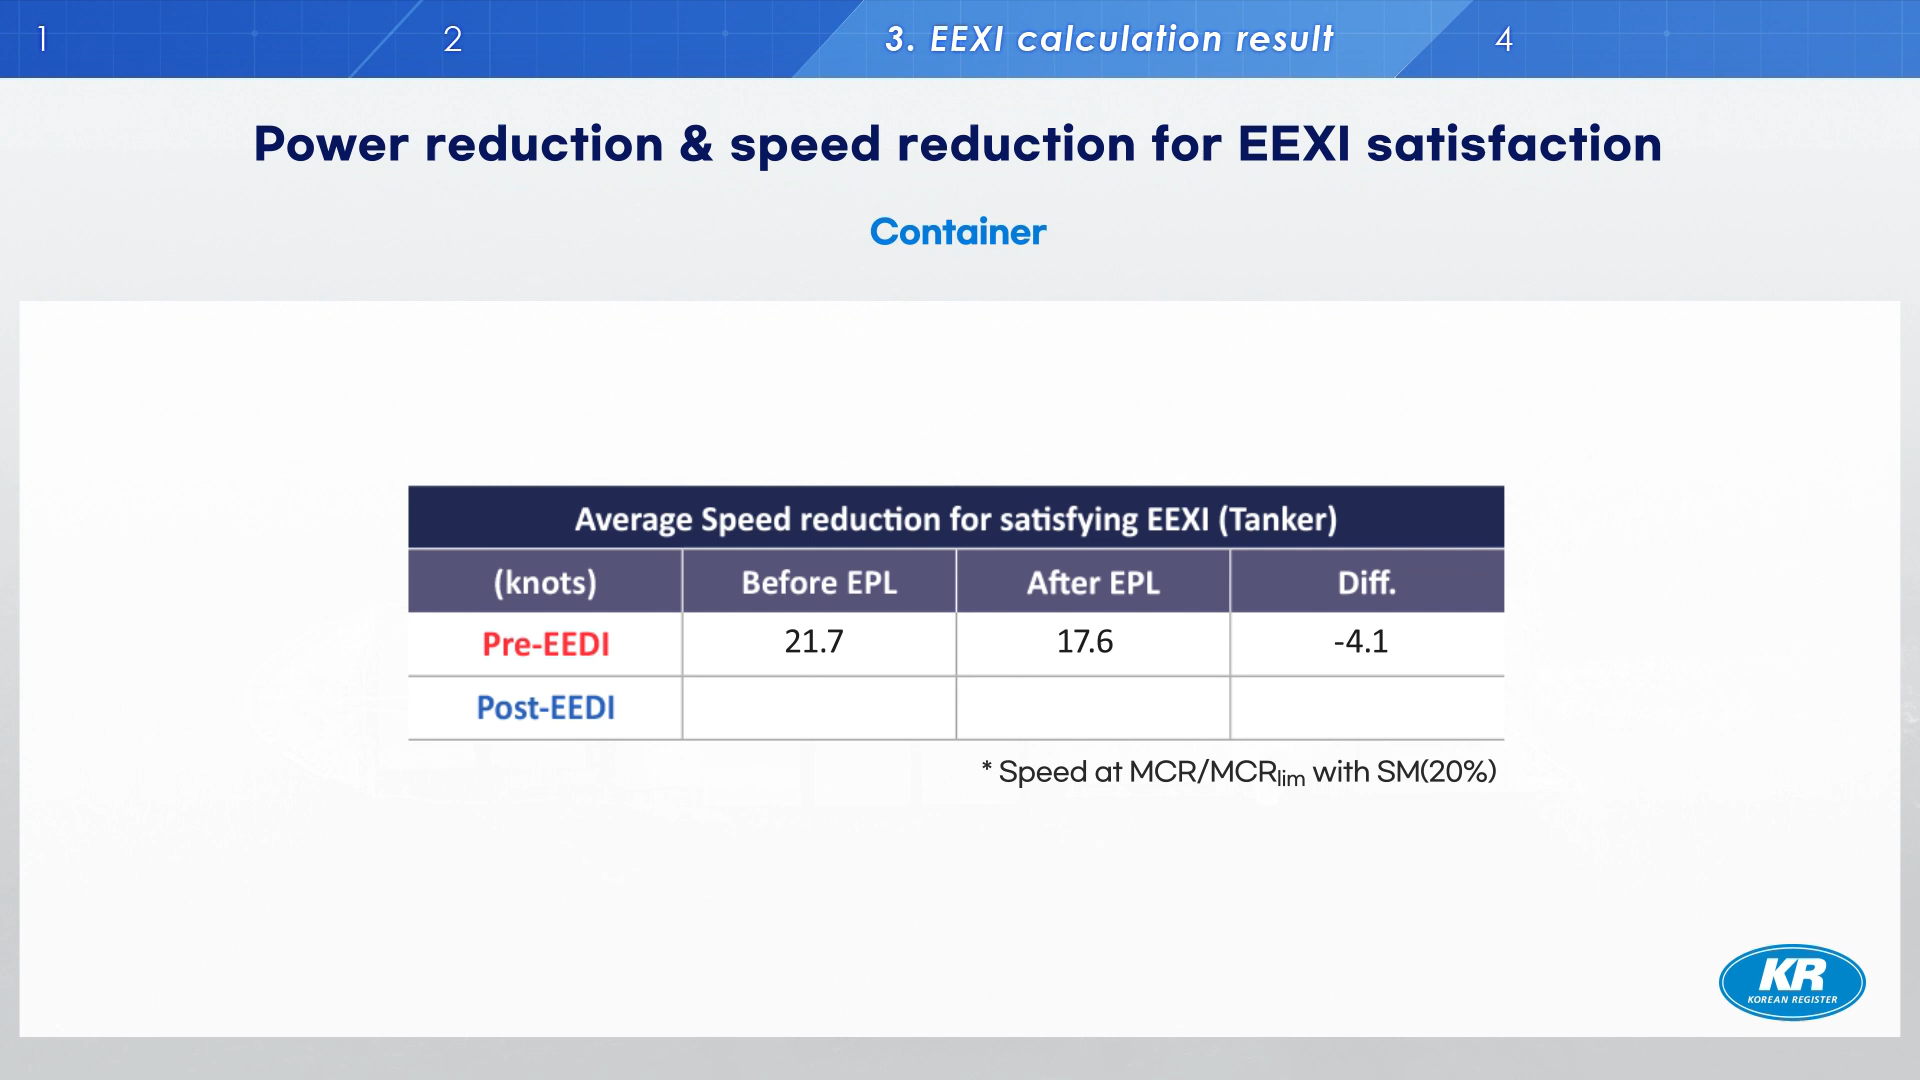 1
2
3. EEXI calculation result
4
Power reduction & speed reduction for EEXI satisfaction
Container
Average Speed reduction for satisfying EEXI (Tanker)
(knots) Before EPL After EPL Diff.
Pre-EEDI 21.7 17.6 -4.1
Post-EEDI
* Speed at MCR/MCRlim with SM(20%)
KR
KOREAN REGISTER